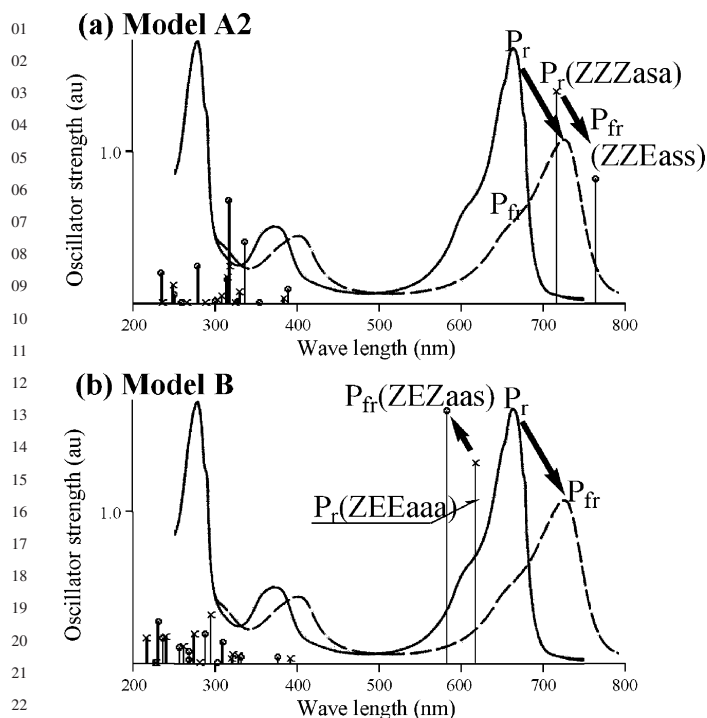 01
02
03
04
05
06
07
08
09
10
11
12
13
14
15
16
17
18
19
20
21
22
(a) Model A2
Oscillator strength (au)
1.0
Pr
Pr(ZZZasa)
Pfr
(ZZEass)
Pfr
200 300 400 500 600 700 800
Wave length (nm)
(b) Model B
Oscillator strength (au)
1.0
Pfr(ZEZaas)
Pr
Pr(ZEEaaa)
Pfr
200 300 400 500 600 700 800
Wave length (nm)